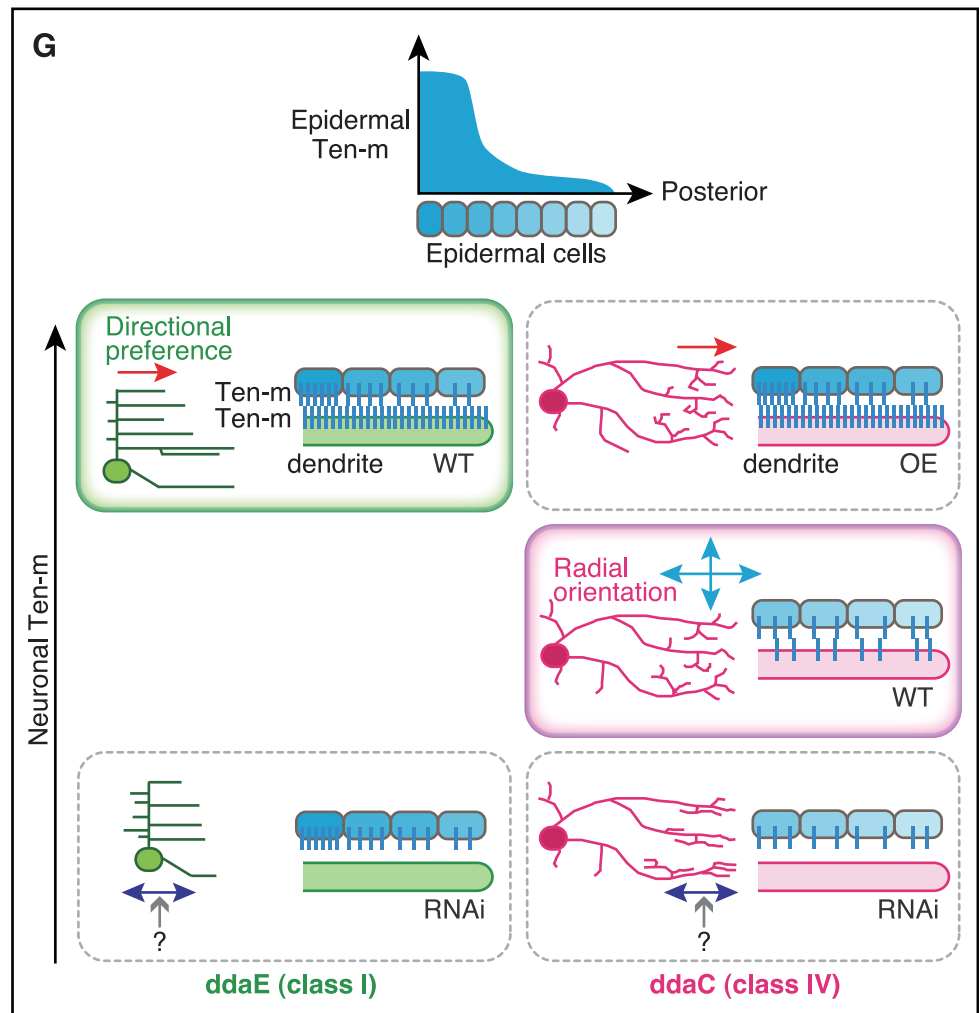 G
Epidermal
Ten-m
Posterior
Epidermal cells
Neuronal Ten-m
Directional
preference
Ten-m
Ten-m
dendrite
WT
dendrite
OE
Radial
orientation
WT
?
RNAi
?
RNAi
ddaE (class I)
ddaC (class IV)